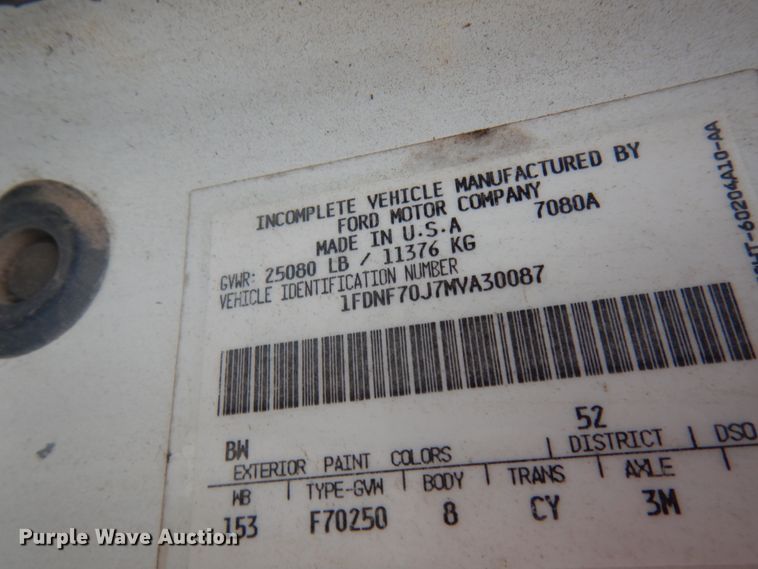 INCOMPLETE VEHICLE MANUFACTURED BY
FORD MOTOR COMPANY
MADE IN U.S.A 7080A
GVWR: 25080 LB / 11376 KG
VEHICLE IDENTIFICATION NUMBER
1FDNF70J7MVA30087
BW 52
EXTERIOR PAINT COLORS DISTRICT DSO
WB TYPE-GVW BODY TRANS AXLE
153 F70250 8 CY 3M
Purple Wave Auction